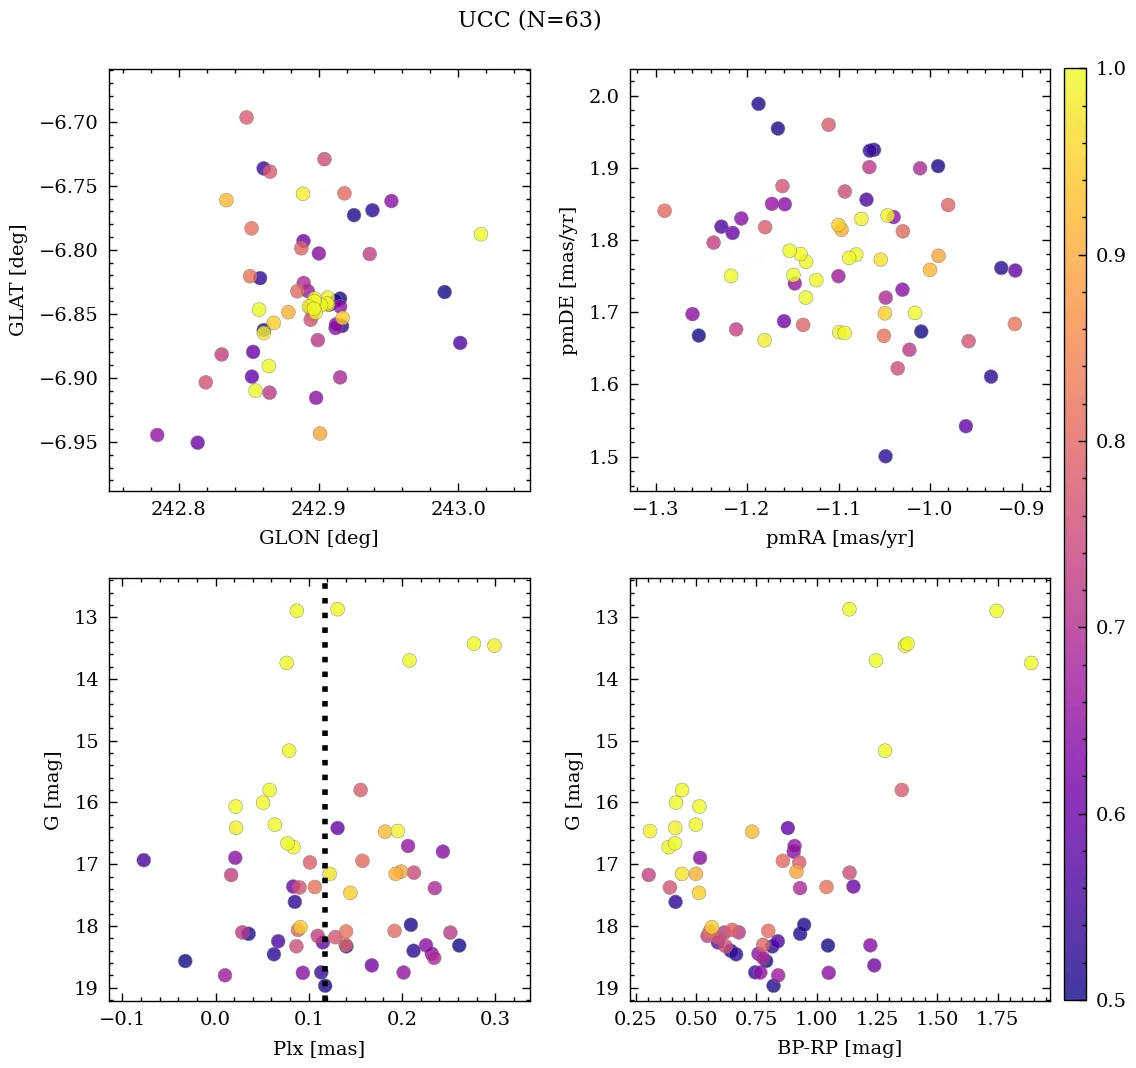 UCC (N=63)
−6.70
−6.75
−6.80
−6.85
−6.90
−6.95
GLAT [deg]
242.8 242.9 243.0
GLON [deg]
2.0
1.9
1.8
1.7
1.6
1.5
pmDE [mas/yr]
−1.3 −1.2 −1.1 −1.0 −0.9
pmRA [mas/yr]
1.0
0.9
0.8
0.7
0.6
0.5
13
14
15
16
17
18
19
G [mag]
−0.1 0.0 0.1 0.2 0.3
Plx [mas]
13
14
15
16
17
18
19
G [mag]
0.25 0.50 0.75 1.00 1.25 1.50 1.75
BP-RP [mag]